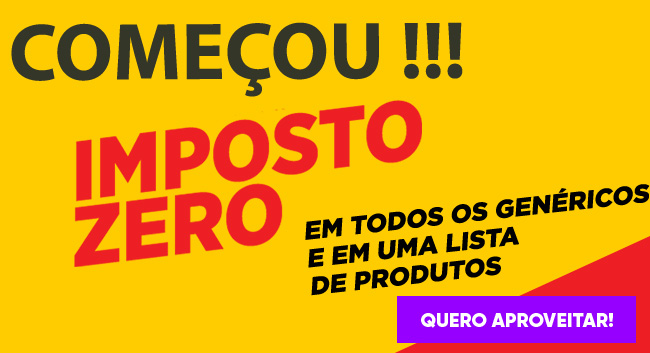 COMEÇOU !!!
IMPOSTO
ZERO
EM TODOS OS GENÉRICOS
E EM UMA LISTA
DE PRODUTOS
QUERO APROVEITAR!